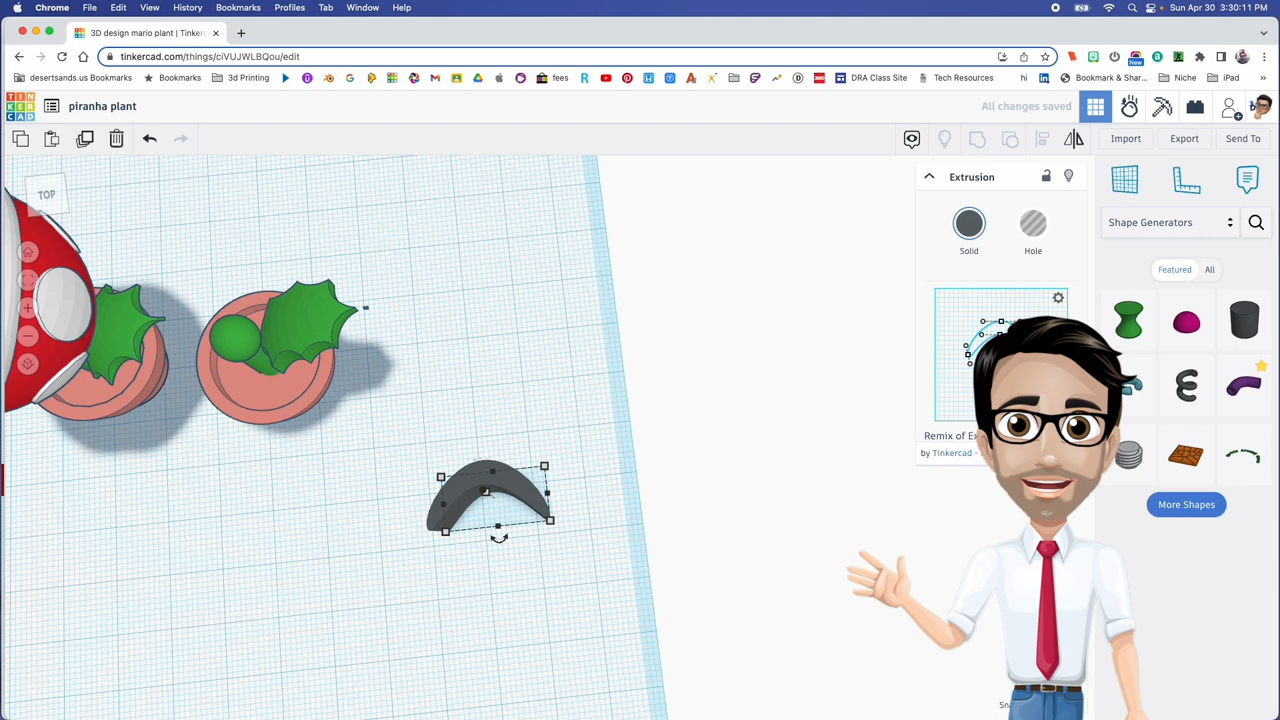 Chrome File Edit View History Bookmarks Profiles Tab Window Help Sun Apr 30 3:30:11 PM
3D design mario plant | Tinkerc
tinkercad.com/things/ciVUJWLBQou/edit
desertsands.us Bookmarks Bookmarks 3d Printing fees DRA Class Site Tech Resources hi Bookmark & Shar... Niche iPad
New
TIN
KER
CAD
piranha plant
All changes saved
Import Export Send To
TOP
Extrusion
Shape Generators
Solid Hole
Featured All
Remix of Ex
by Tinkercad -
More Shapes
Sn